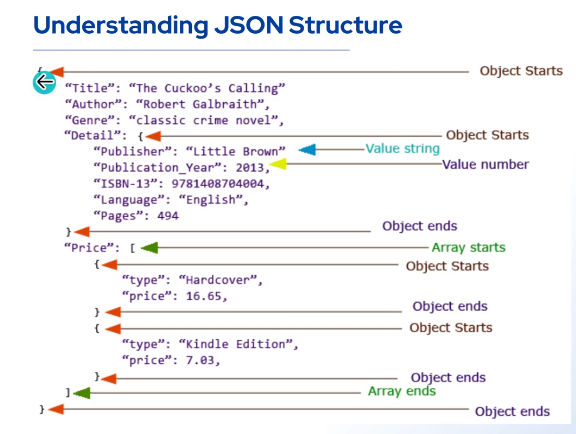 Understanding JSON Structure
{ Object Starts
“Title”: “The Cuckoo’s Calling”
“Author”: “Robert Galbraith”,
“Genre”: “classic crime novel”,
“Detail”: { Object Starts
“Publisher”: “Little Brown” Value string
“Publication_Year”: 2013, Value number
“ISBN-13”: 9781408704004,
“Language”: “English”,
“Pages”: 494
} Object ends
“Price”: [ Array starts
{ Object Starts
“type”: “Hardcover”,
“price”: 16.65,
} Object ends
{ Object Starts
“type”: “Kindle Edition”,
“price”: 7.03,
} Object ends
] Array ends
} Object ends